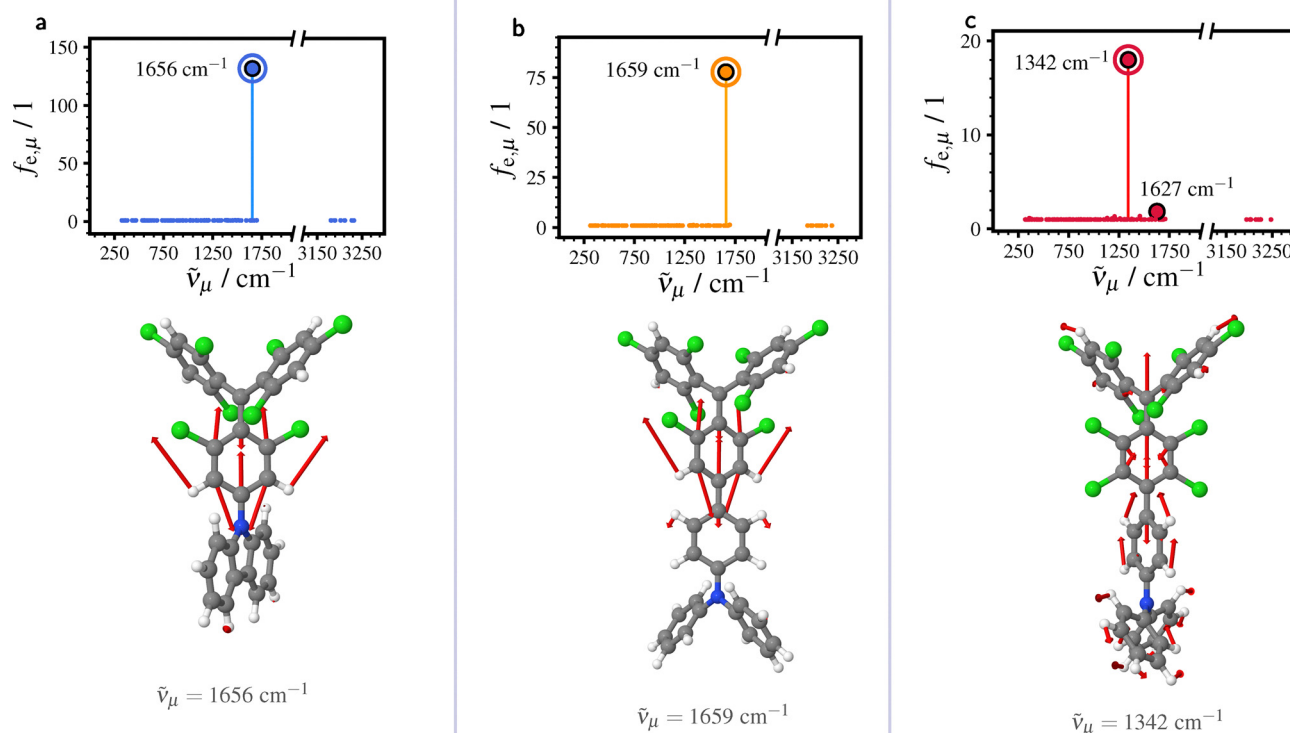 a
150
100
50
0
f_e,μ / 1
1656 cm⁻¹
250 750 1250 1750 3150 3250
ṽ_μ / cm⁻¹
ṽ_μ = 1656 cm⁻¹
b
75
50
25
0
f_e,μ / 1
1659 cm⁻¹
250 750 1250 1750 3150 3250
ṽ_μ / cm⁻¹
ṽ_μ = 1659 cm⁻¹
c
20
10
0
f_e,μ / 1
1342 cm⁻¹
1627 cm⁻¹
250 750 1250 1750 3150 3250
ṽ_μ / cm⁻¹
ṽ_μ = 1342 cm⁻¹